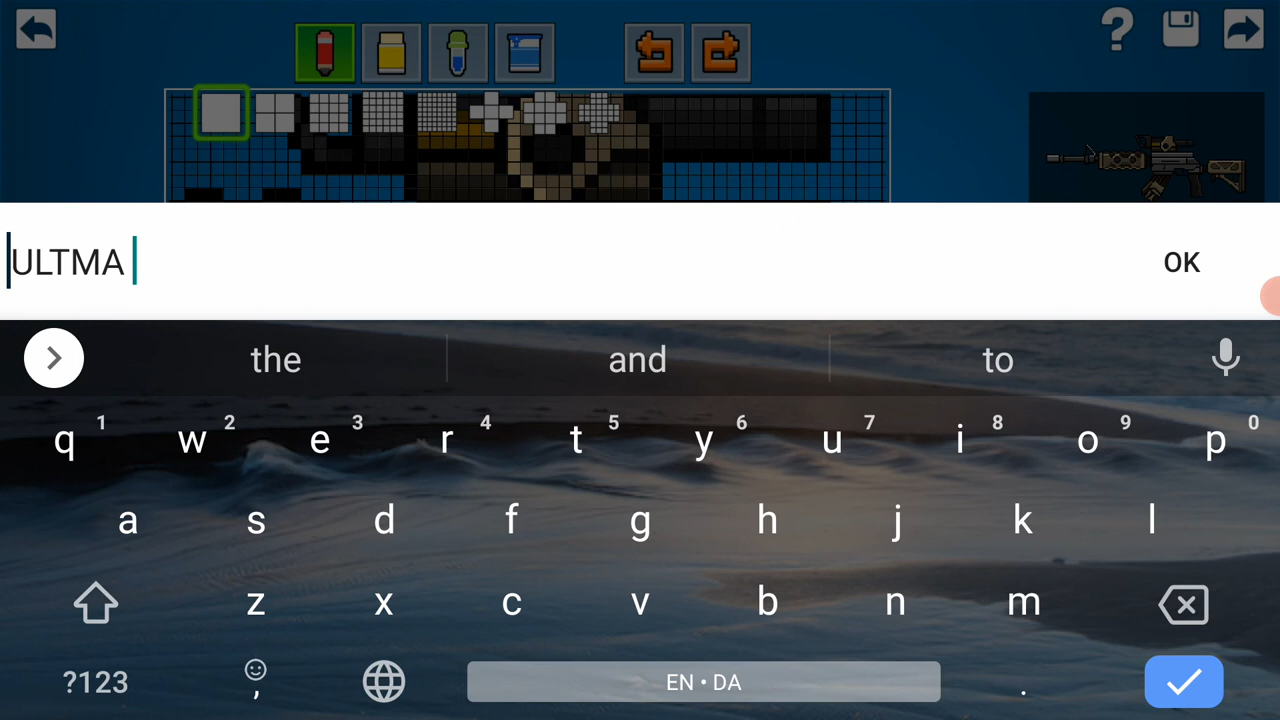 ?
ULTMA
OK
the and to
q 1 w 2 e 3 r 4 t 5 y 6 u 7 i 8 o 9 p 0
a s d f g h j k l
z x c v b n m
?123 , EN • DA .